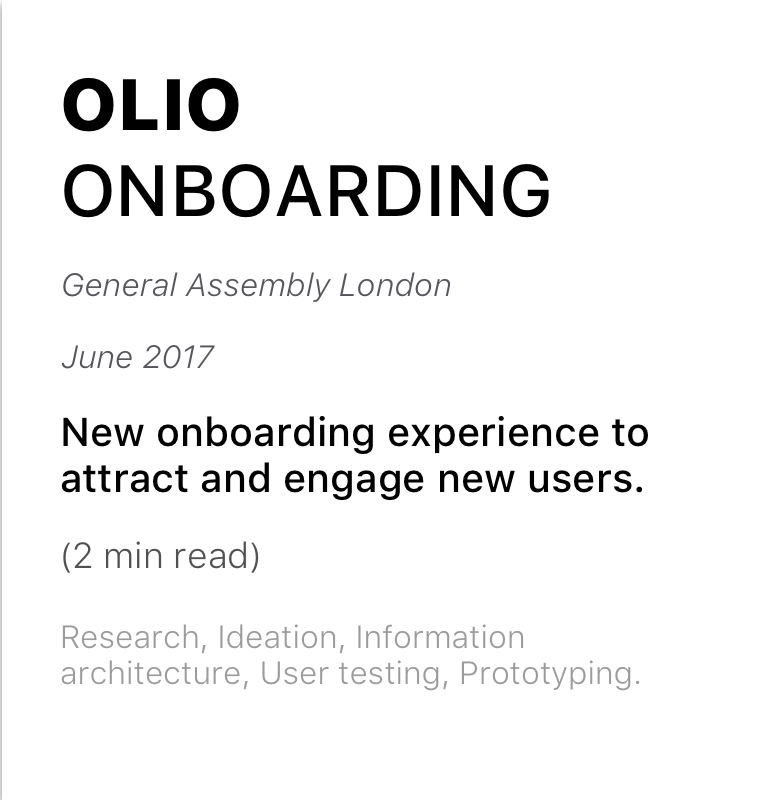 OLIO
ONBOARDING
General Assembly London
June 2017
New onboarding experience to
attract and engage new users.
(2 min read)
Research, Ideation, Information
architecture, User testing, Prototyping.